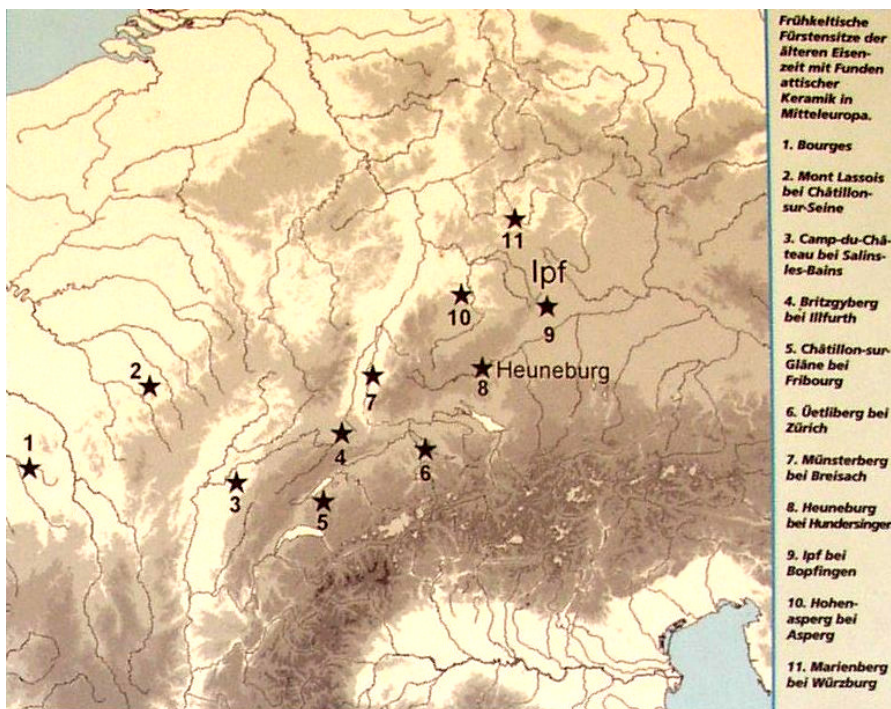 Frühkeltische
Fürstensitze der
älteren Eisen-
zeit mit Funden
attischer
Keramik in
Mitteleuropa.
1. Bourges
2. Mont Lassois
bei Châtillon-
sur-Seine
3. Camp-du-Châ-
teau bei Salins-
les-Bains
4. Britzgyberg
bei Illfurth
5. Châtillon-sur-
Glâne bei
Fribourg
6. Üetliberg bei
Zürich
7. Münsterberg
bei Breisach
8. Heuneburg
bei Hundersingen
9. Ipf bei
Bopfingen
10. Hohen-
asperg bei
Asperg
11. Marienberg
bei Würzburg
11
Ipf
10
9
2
7
8
Heuneburg
1
4
6
3
5